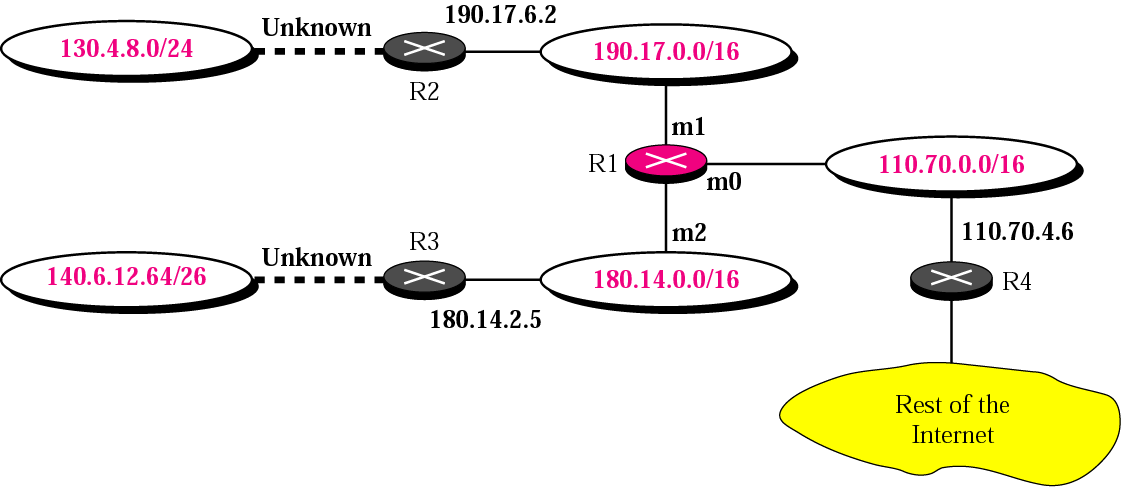 190.17.6.2
Unknown
130.4.8.0/24
190.17.0.0/16
R2
m1
R1
m0
110.70.0.0/16
m2
110.70.4.6
R3
Unknown
140.6.12.64/26
180.14.0.0/16
R4
180.14.2.5
Rest of the
Internet